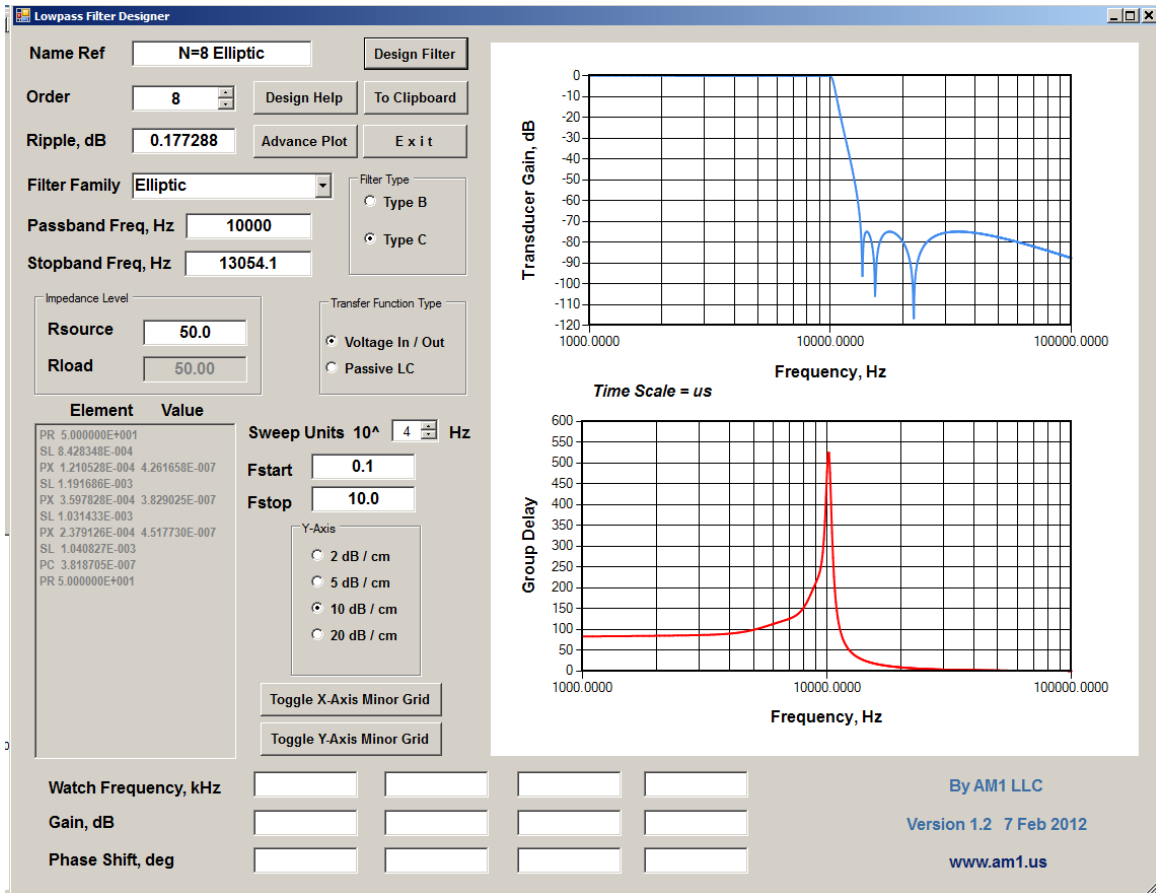 Lowpass Filter Designer
Name Ref N=8 Elliptic Design Filter
Order 8 Design Help To Clipboard
Ripple, dB 0.177288 Advance Plot E x i t
Filter Family Elliptic
Filter Type
Type B
Type C
Passband Freq, Hz 10000
Stopband Freq, Hz 13054.1
Impedance Level
Rsource 50.0
Rload 50.00
Transfer Function Type
Voltage In / Out
Passive LC
Element Value
PR 5.000000E+001
SL 8.428348E-004
PX 1.210528E-004 4.261658E-007
SL 1.191686E-003
PX 3.597828E-004 3.829025E-007
SL 1.031433E-003
PX 2.379126E-004 4.517730E-007
SL 1.040827E-003
PC 3.818705E-007
PR 5.000000E+001
Sweep Units 10^ 4 Hz
Fstart 0.1
Fstop 10.0
Y-Axis
2 dB / cm
5 dB / cm
10 dB / cm
20 dB / cm
Toggle X-Axis Minor Grid
Toggle Y-Axis Minor Grid
Transducer Gain, dB
0
-10
-20
-30
-40
-50
-60
-70
-80
-90
-100
-110
-120
1000.0000 10000.0000 100000.0000
Frequency, Hz
Time Scale = us
Group Delay
600
550
500
450
400
350
300
250
200
150
100
50
0
1000.0000 10000.0000 100000.0000
Frequency, Hz
Watch Frequency, kHz
Gain, dB
Phase Shift, deg
By AM1 LLC
Version 1.2 7 Feb 2012
www.am1.us